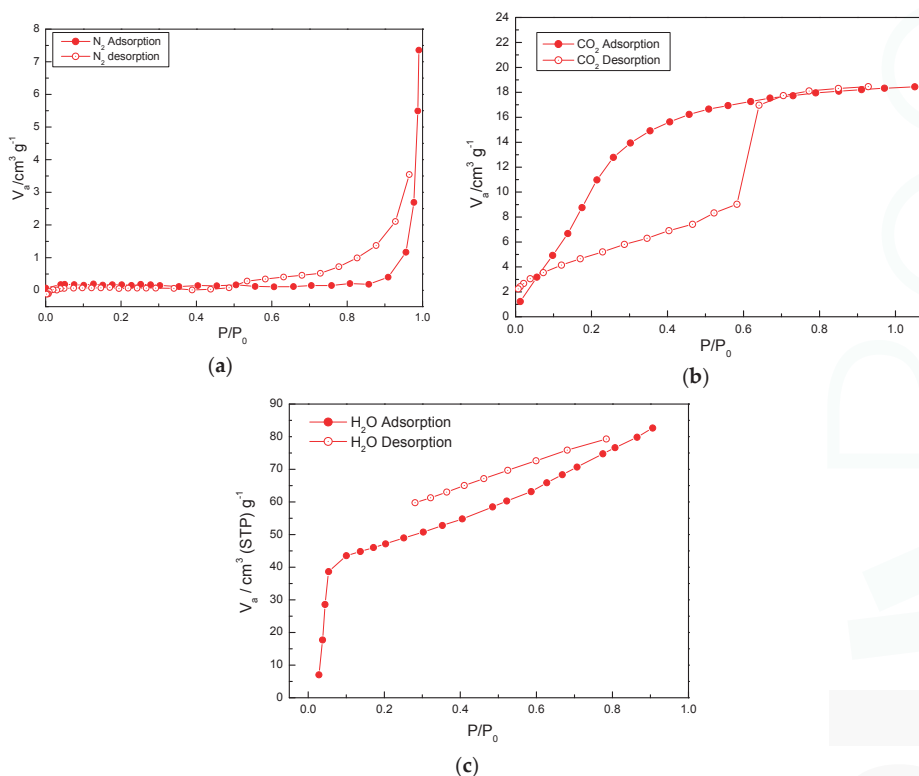 N₂ Adsorption
N₂ desorption
Vₐ/cm³ g⁻¹
8
7
6
5
4
3
2
1
0
-1
0.0 0.2 0.4 0.6 0.8 1.0
P/P₀
(a)
CO₂ Adsorption
CO₂ Desorption
Vₐ/cm³ g⁻¹
24
22
20
18
16
14
12
10
8
6
4
2
0
0.0 0.2 0.4 0.6 0.8 1.0
P/P₀
(b)
H₂O Adsorption
H₂O Desorption
Vₐ / cm³ (STP) g⁻¹
90
80
70
60
50
40
30
20
10
0
0.0 0.2 0.4 0.6 0.8 1.0
P/P₀
(c)